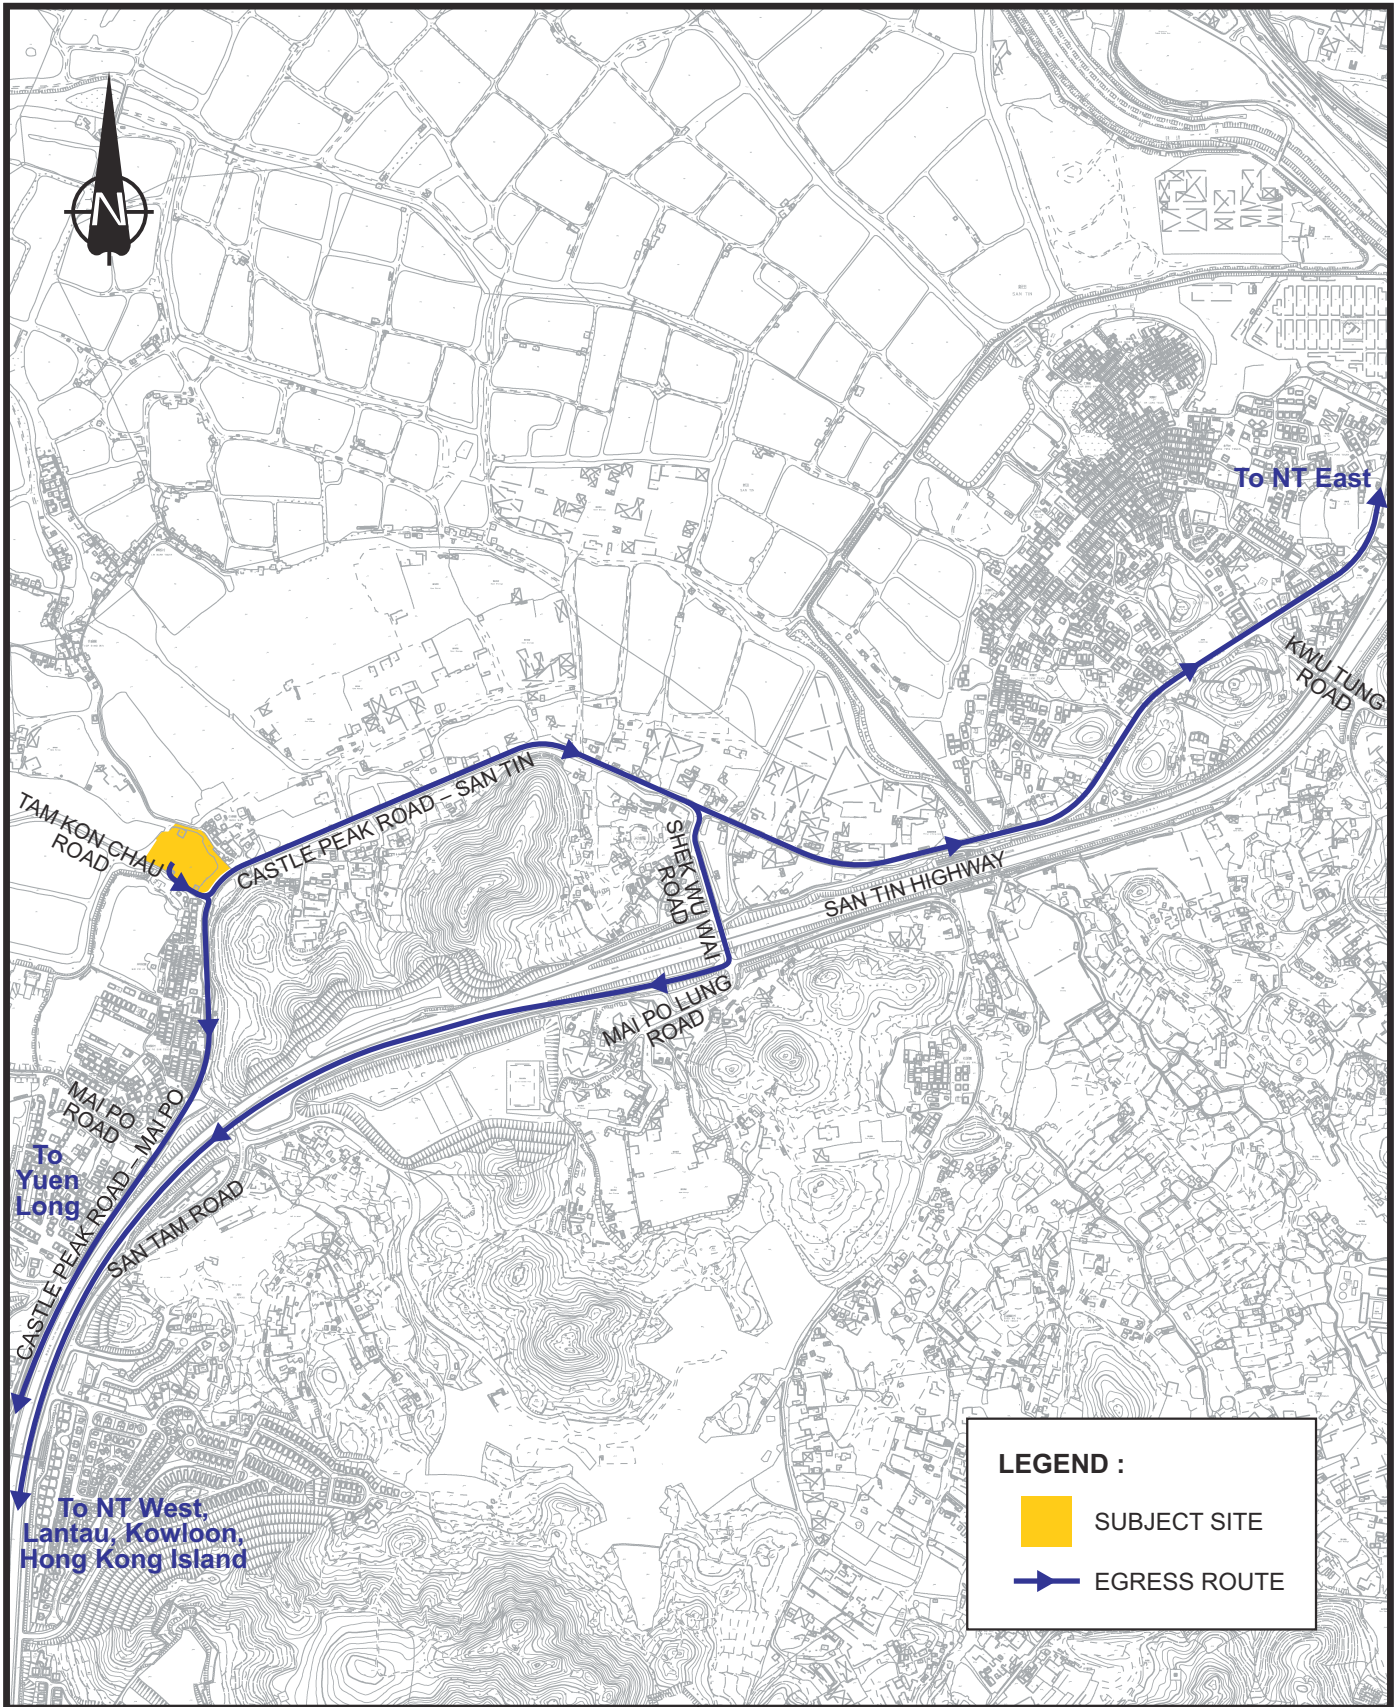 N
To NT East
KWU TUNG
ROAD
CASTLE PEAK ROAD – SAN TIN
TAM KON CHAU
ROAD
SHEK WU WAI
ROAD
SAN TIN HIGHWAY
MAI PO LUNG
ROAD
MAI PO
ROAD
CASTLE PEAK ROAD – MAI PO
To
Yuen
Long
SAN TAM ROAD
To NT West,
Lantau, Kowloon,
Hong Kong Island
LEGEND :
SUBJECT SITE
EGRESS ROUTE